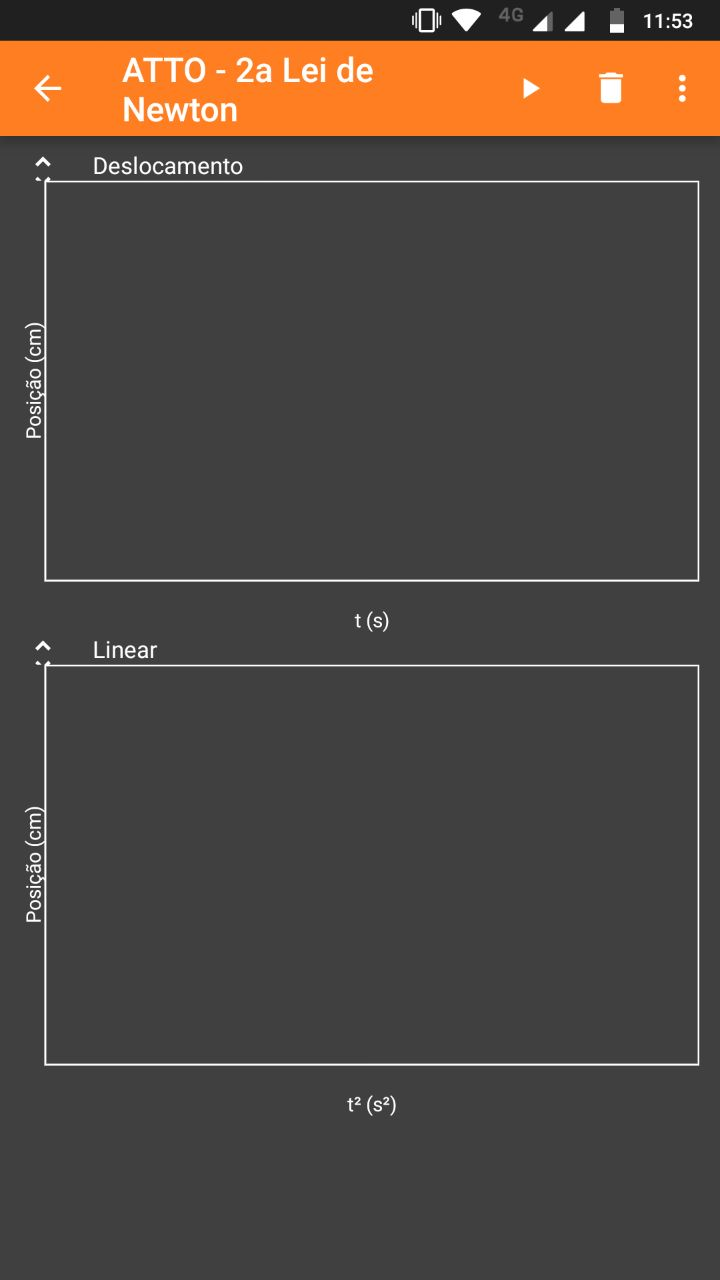 4G 11:53
ATTO - 2a Lei de
Newton
Deslocamento
Posição (cm)
t (s)
Linear
Posição (cm)
t² (s²)